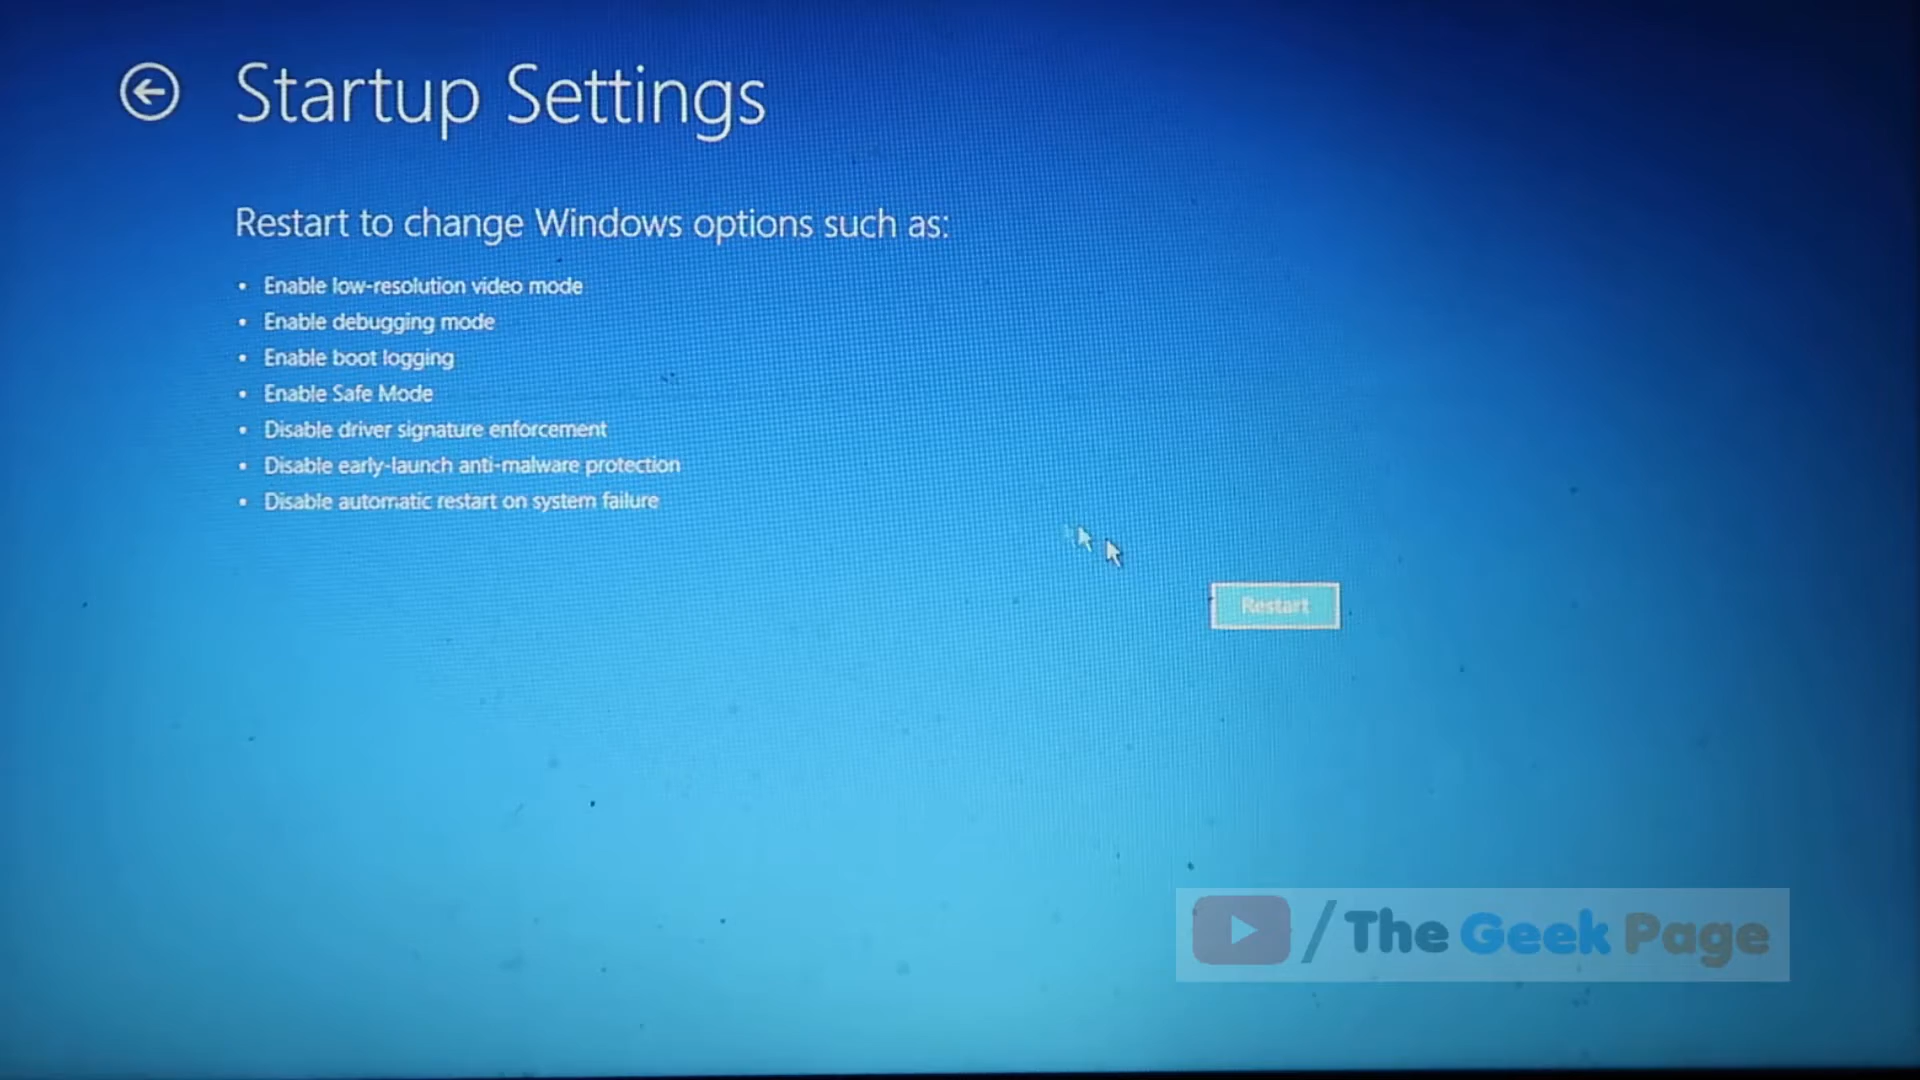 Startup Settings
Restart to change Windows options such as:
• Enable low-resolution video mode
• Enable debugging mode
• Enable boot logging
• Enable Safe Mode
• Disable driver signature enforcement
• Disable early-launch anti-malware protection
• Disable automatic restart on system failure
Restart
/The Geek Page